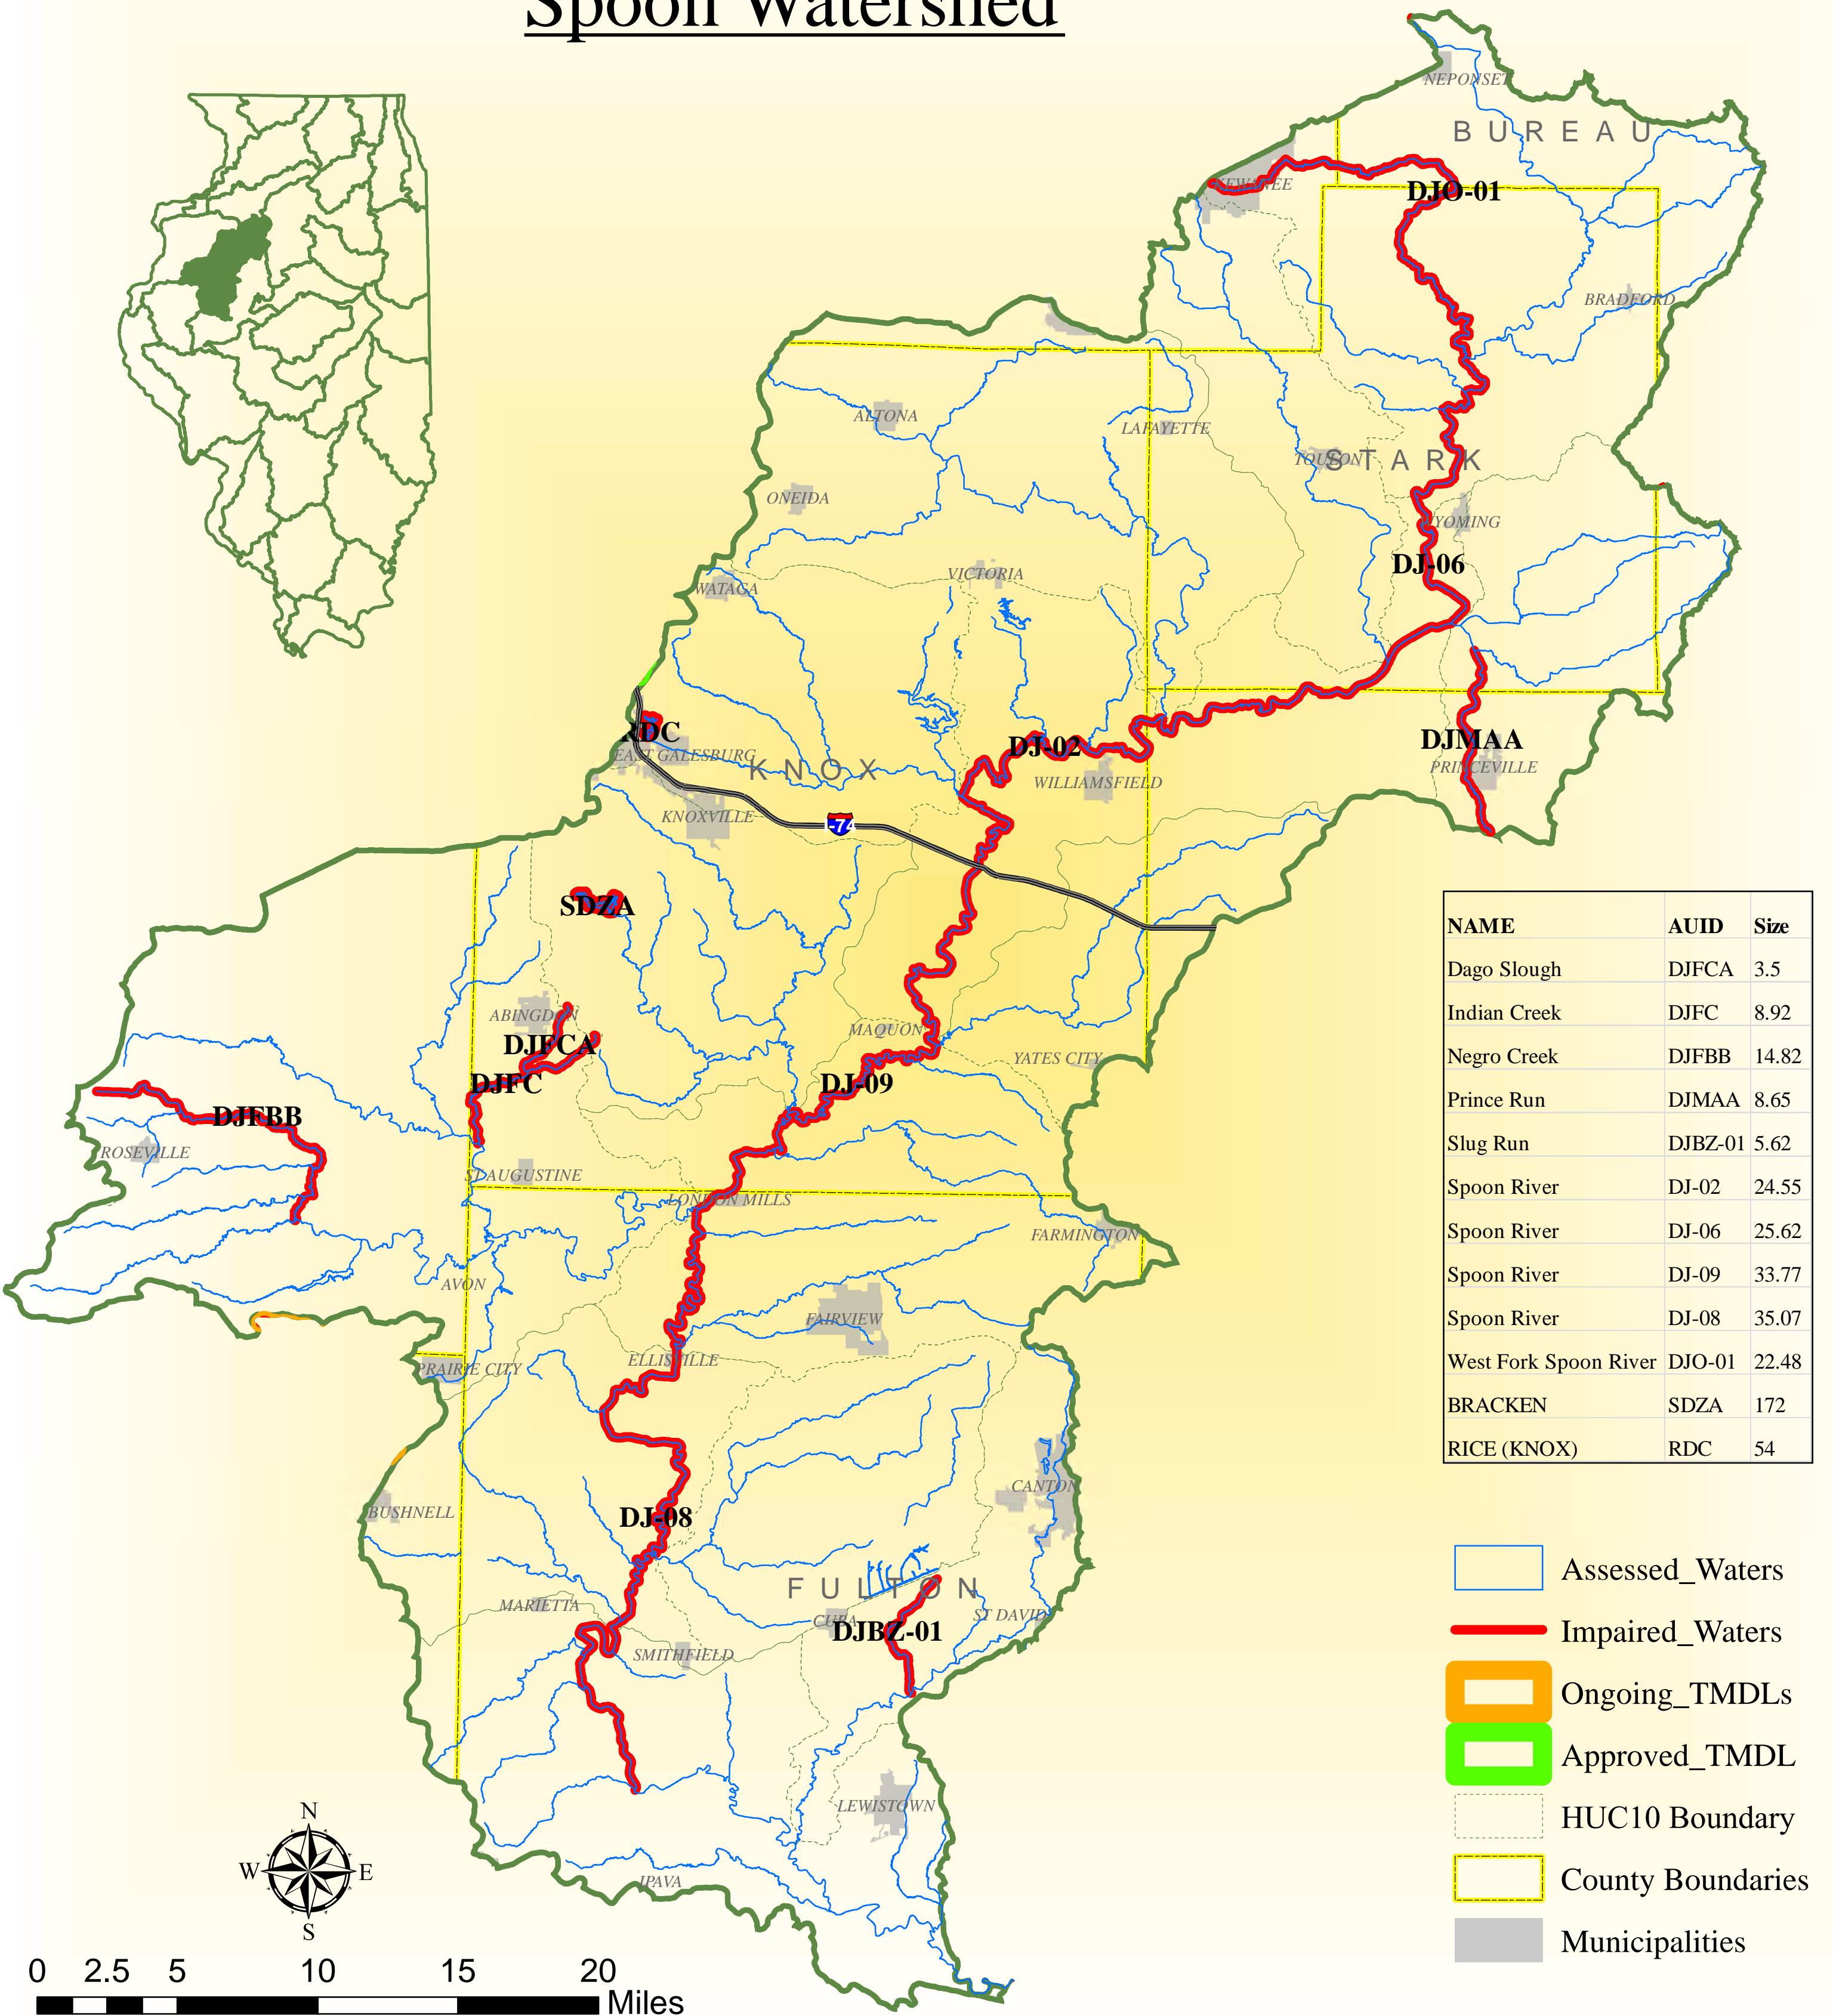 Spoon Watershed
NEPONSET
BUREAU
KEWANEE
DJO-01
BRADFORD
ALTONA
LAFAYETTE
TOULON
STARK
ONEIDA
WYOMING
DJ-06
VICTORIA
WATAGA
RDC
EAST GALESBURG
KNOX
DJ-02
WILLIAMSFIELD
DJMAA
PRINCEVILLE
KNOXVILLE
I-74
SDZA
NAME AUID Size
Dago Slough DJFCA 3.5
Indian Creek DJFC 8.92
Negro Creek DJFBB 14.82
Prince Run DJMAA 8.65
Slug Run DJBZ-01 5.62
Spoon River DJ-02 24.55
Spoon River DJ-06 25.62
Spoon River DJ-09 33.77
Spoon River DJ-08 35.07
West Fork Spoon River DJO-01 22.48
BRACKEN SDZA 172
RICE (KNOX) RDC 54
ABINGDON
DJFCA
MAQUON
YATES CITY
DJFC
DJ-09
DJFBB
ROSEVILLE
ST AUGUSTINE
LONDON MILLS
FARMINGTON
AVON
FAIRVIEW
PRAIRIE CITY
ELLISVILLE
CANTON
BUSHNELL
DJ-08
FULTON
MARIETTA
CUBA
ST DAVID
DJBZ-01
SMITHFIELD
LEWISTOWN
IPAVA
Assessed_Waters
Impaired_Waters
Ongoing_TMDLs
Approved_TMDL
HUC10 Boundary
County Boundaries
Municipalities
N
W E
S
0 2.5 5 10 15 20
Miles